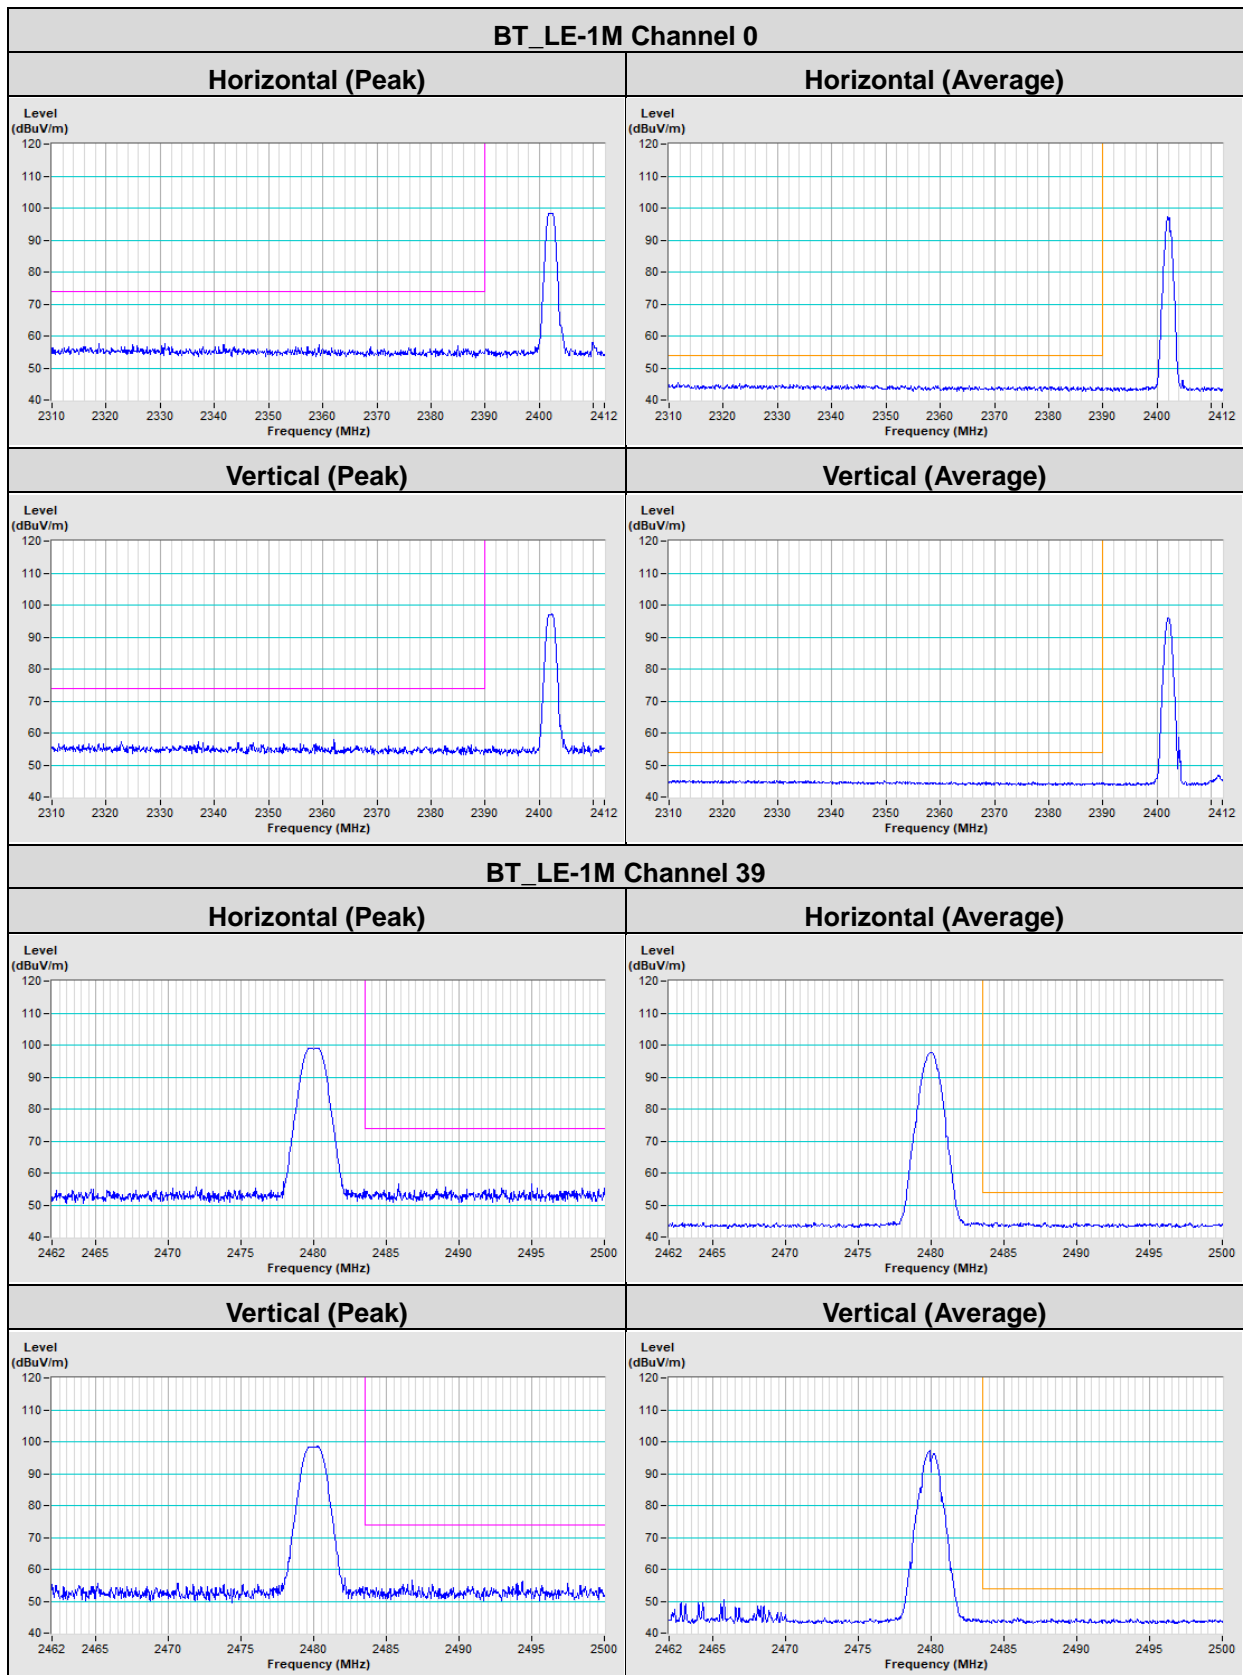 BT_LE-1M Channel 0
Horizontal (Peak)
Horizontal (Average)
Level
(dBuV/m)
120
110
100
90
80
70
60
50
40
2310 2320 2330 2340 2350 2360 2370 2380 2390 2400 2412
Frequency (MHz)
Level
(dBuV/m)
120
110
100
90
80
70
60
50
40
2310 2320 2330 2340 2350 2360 2370 2380 2390 2400 2412
Frequency (MHz)
Vertical (Peak)
Vertical (Average)
Level
(dBuV/m)
120
110
100
90
80
70
60
50
40
2310 2320 2330 2340 2350 2360 2370 2380 2390 2400 2412
Frequency (MHz)
Level
(dBuV/m)
120
110
100
90
80
70
60
50
40
2310 2320 2330 2340 2350 2360 2370 2380 2390 2400 2412
Frequency (MHz)
BT_LE-1M Channel 39
Horizontal (Peak)
Horizontal (Average)
Level
(dBuV/m)
120
110
100
90
80
70
60
50
40
2462 2465 2470 2475 2480 2485 2490 2495 2500
Frequency (MHz)
Level
(dBuV/m)
120
110
100
90
80
70
60
50
40
2462 2465 2470 2475 2480 2485 2490 2495 2500
Frequency (MHz)
Vertical (Peak)
Vertical (Average)
Level
(dBuV/m)
120
110
100
90
80
70
60
50
40
2462 2465 2470 2475 2480 2485 2490 2495 2500
Frequency (MHz)
Level
(dBuV/m)
120
110
100
90
80
70
60
50
40
2462 2465 2470 2475 2480 2485 2490 2495 2500
Frequency (MHz)